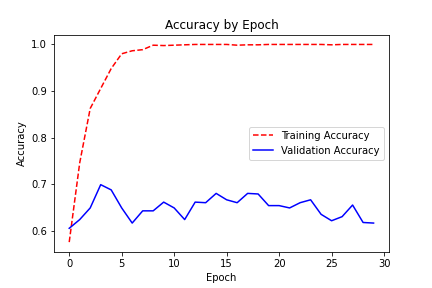 Accuracy by Epoch
1.0
0.9
0.8
0.7
0.6
Accuracy
Training Accuracy
Validation Accuracy
0 5 10 15 20 25 30
Epoch